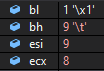 bl 1 '\x1'
bh 9 '\t'
esi 9
ecx 8